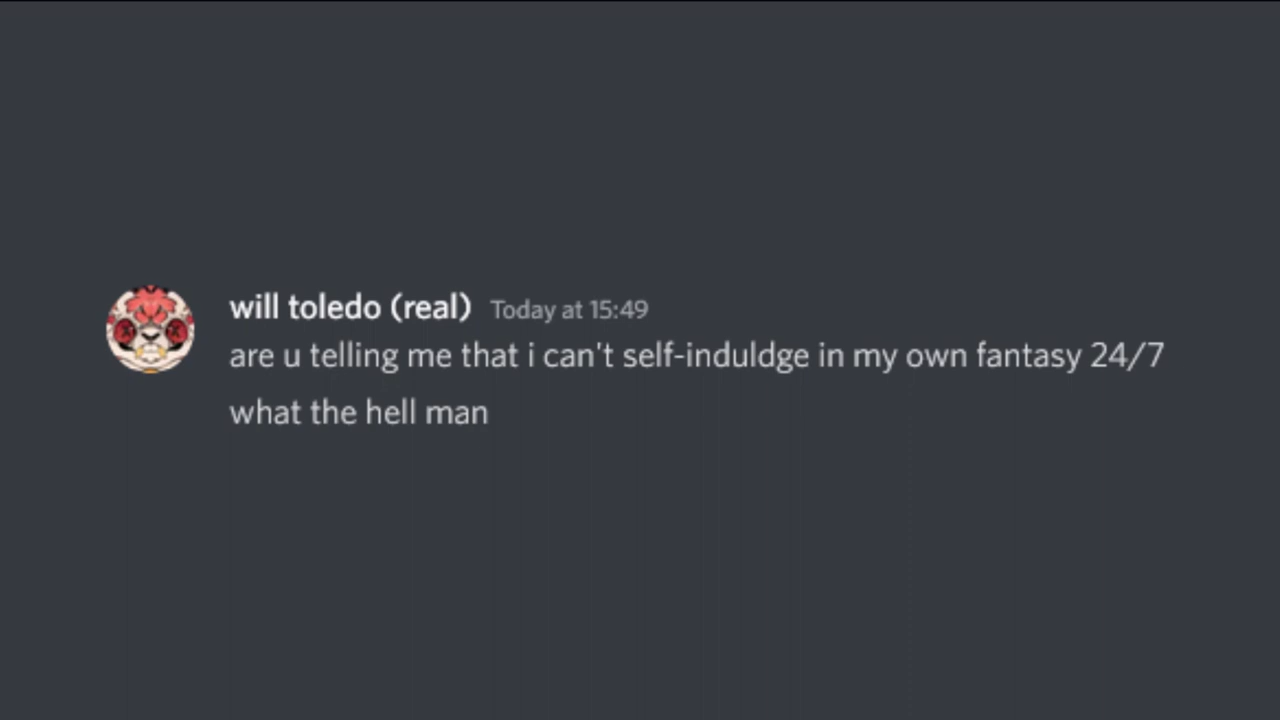 will toledo (real) Today at 15:49
are u telling me that i can't self-induldge in my own fantasy 24/7
what the hell man